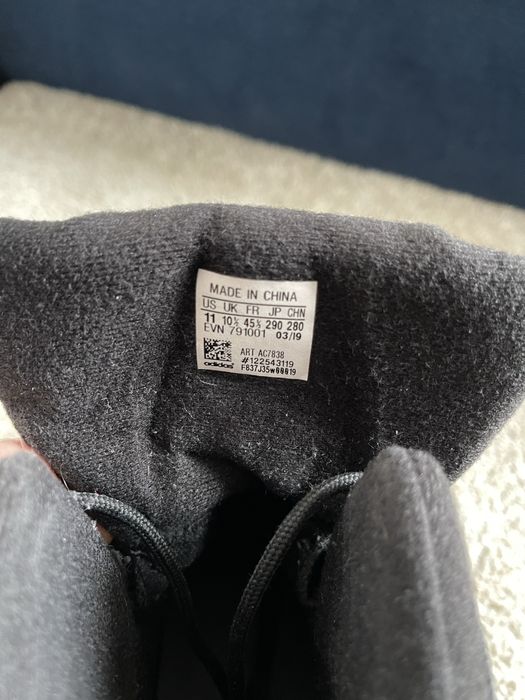 MADE IN CHINA
US UK FR JP CHN
11 10½ 45⅓ 290 280
EVN 791001 03/19
ART AC7838
#122543119
adidas F837J35w00019